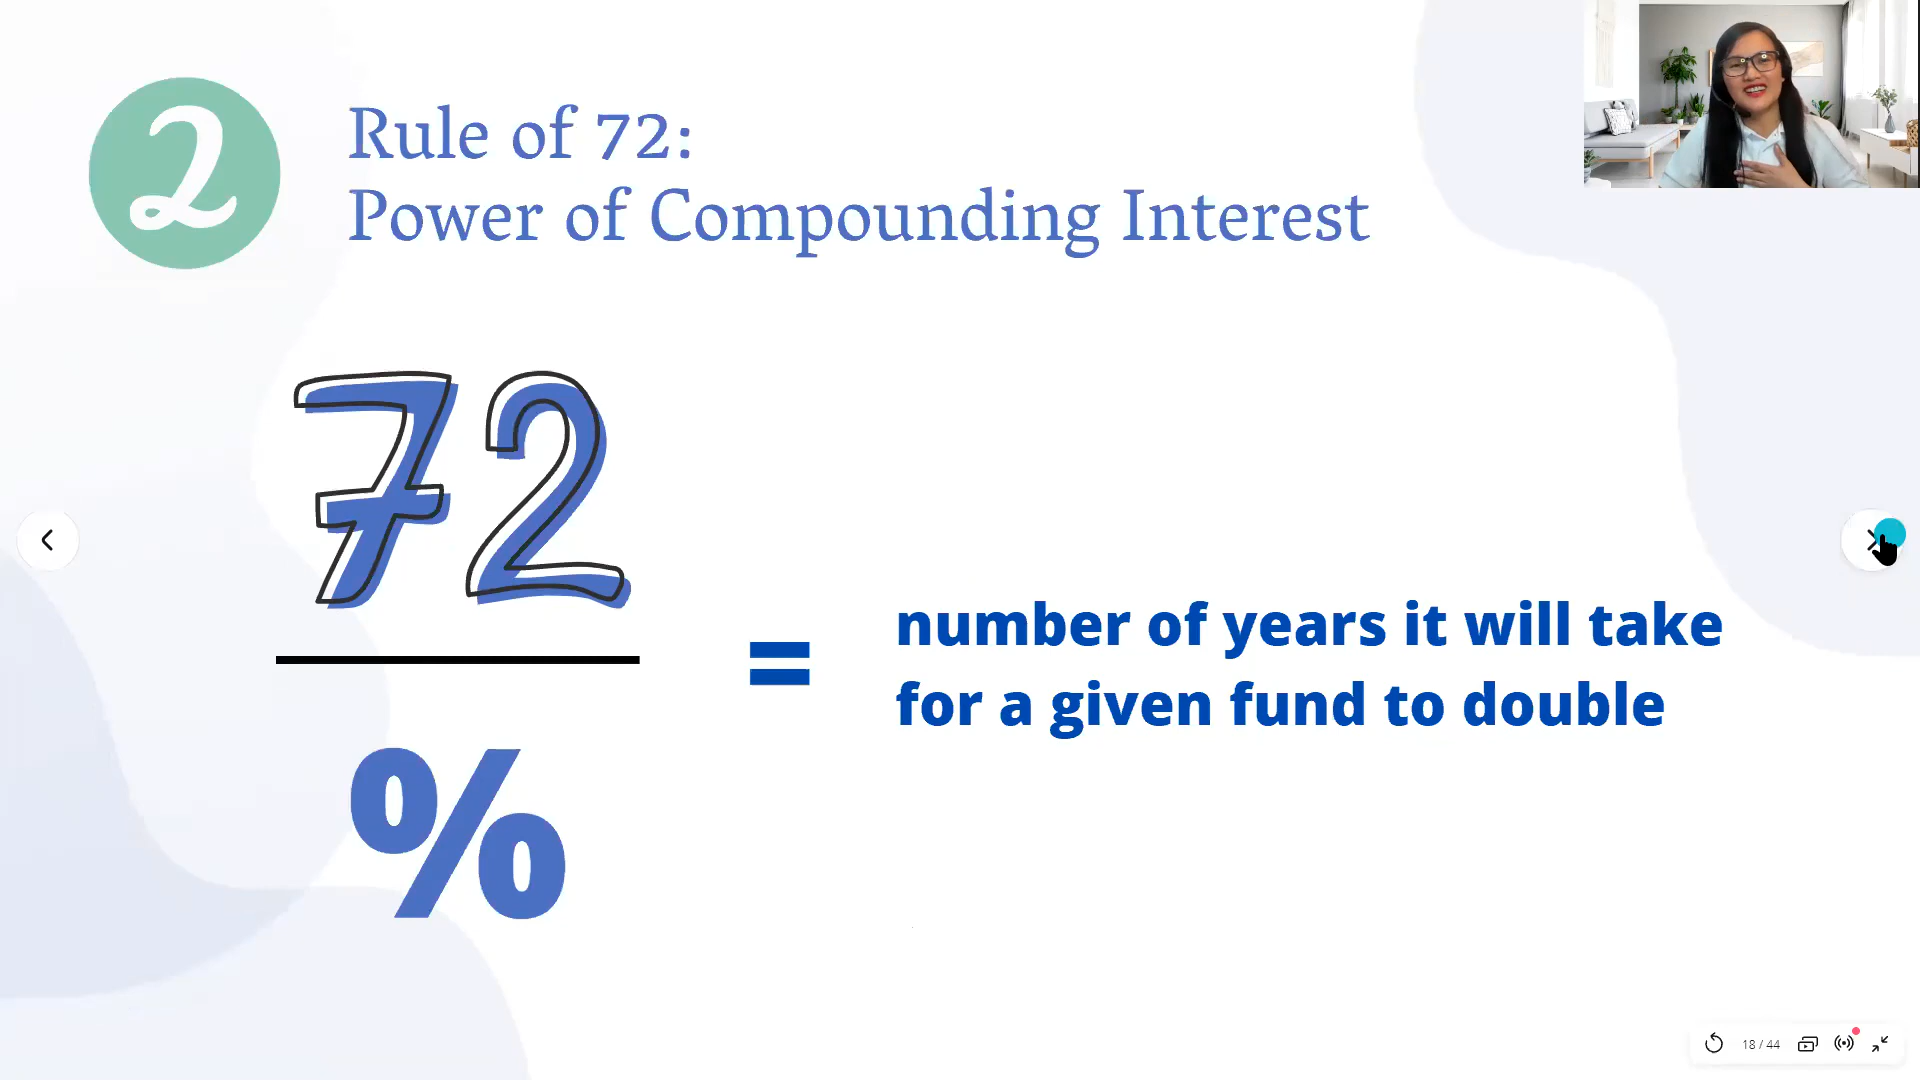 2
Rule of 72:
Power of Compounding Interest
72
%
=
number of years it will take
for a given fund to double
18 / 44